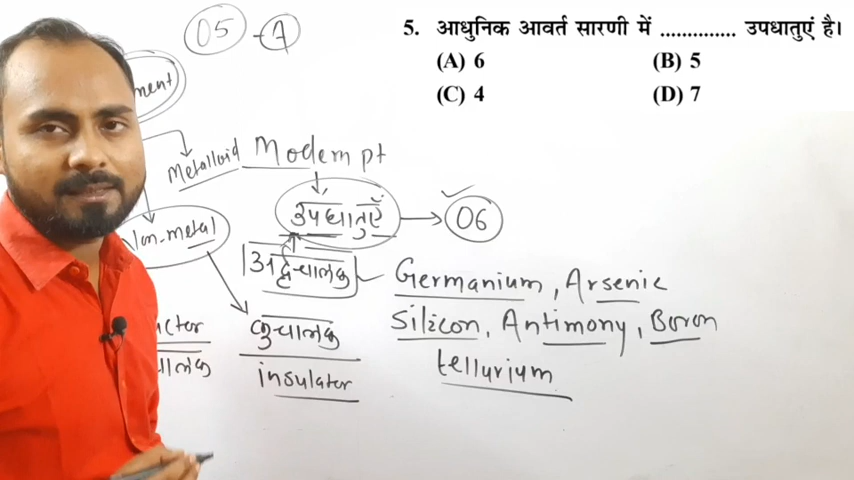 5. आधुनिक आवर्त सारणी में .............. उपधातुएं है।
(A) 6 (B) 5
(C) 4 (D) 7
05 - A
ment
Metalloid Modern pt
उपधातुएँ → 06
Non-metal
अर्द्धचालक Germanium, Arsenic
Silicon, Antimony, Boron
tellurium
ctor कुचालक
ालक insulator